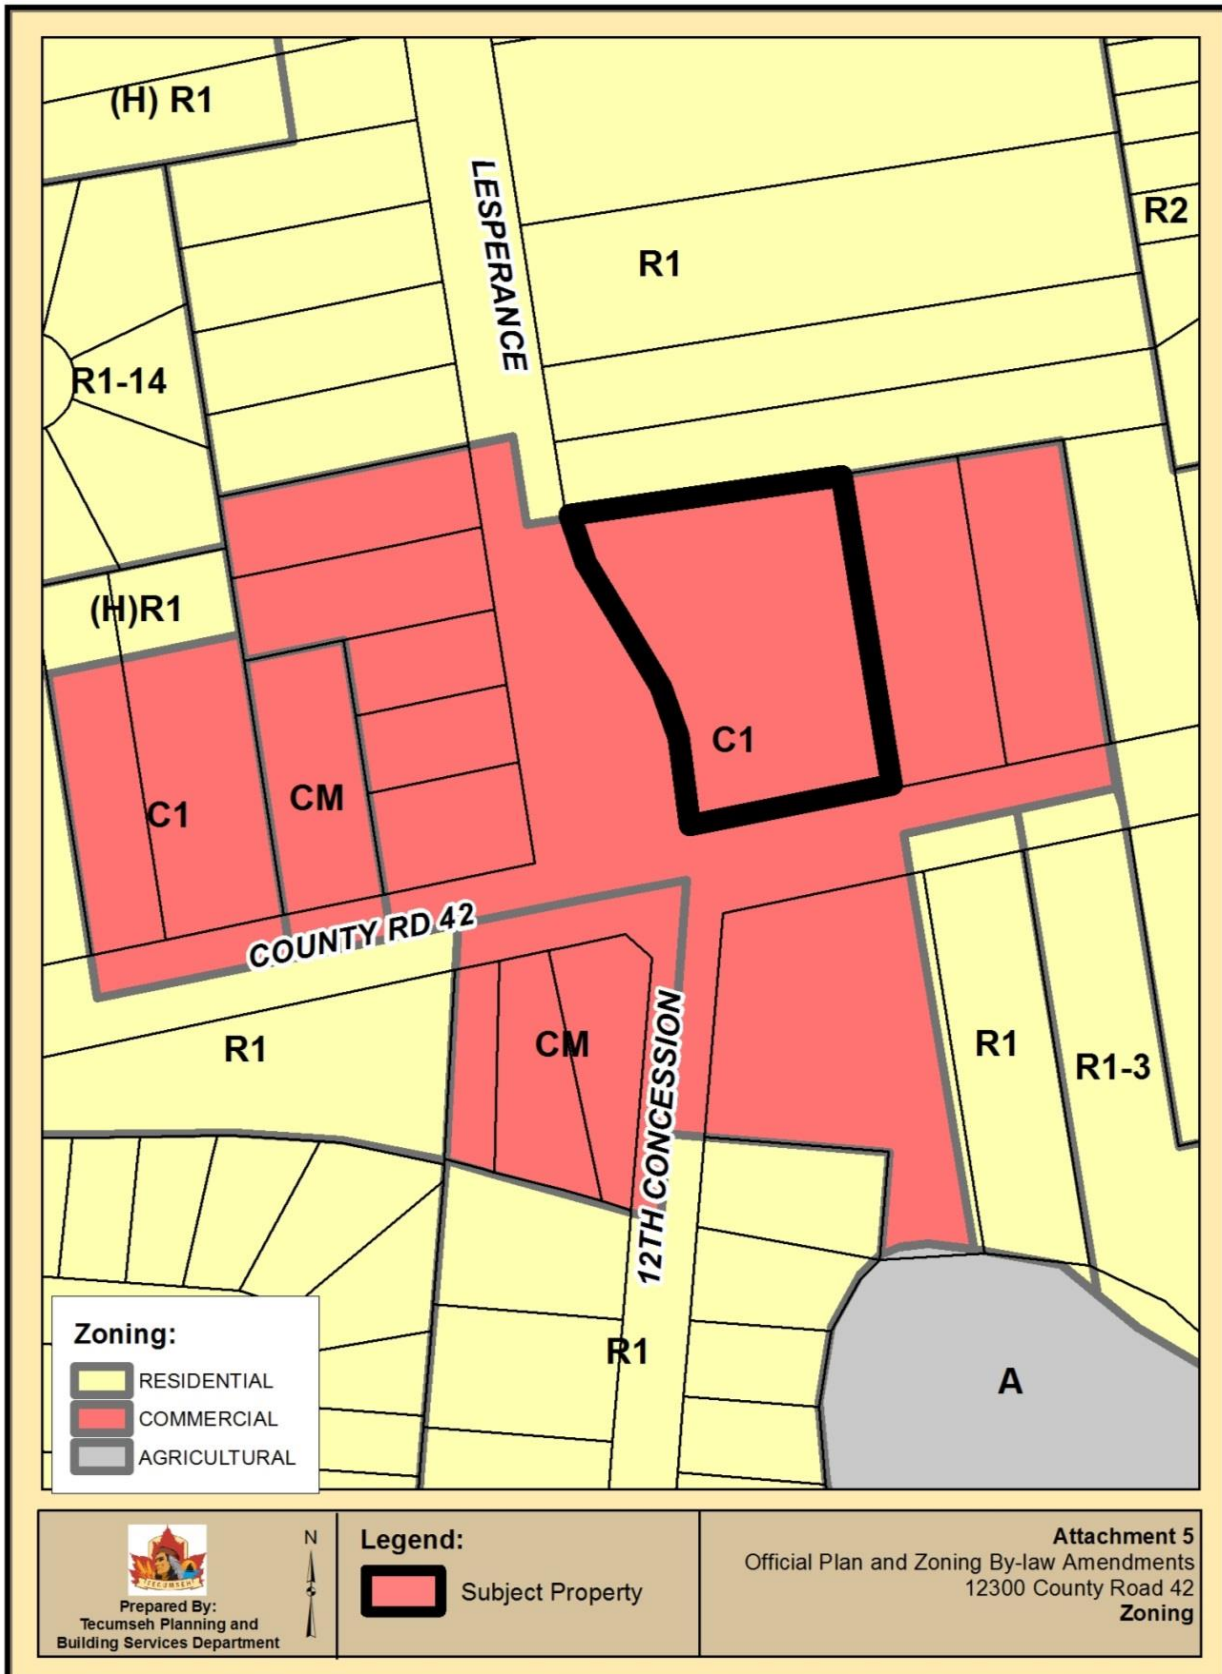 (H) R1
LESPERANCE
R2
R1
R1-14
(H)R1
C1
CM
C1
COUNTY RD 42
R1
CM
12TH CONCESSION
R1
R1-3
R1
A
Zoning:
RESIDENTIAL
COMMERCIAL
AGRICULTURAL
TECUMSEH
Prepared By:
Tecumseh Planning and
Building Services Department
N
Legend:
Subject Property
Attachment 5
Official Plan and Zoning By-law Amendments
12300 County Road 42
Zoning